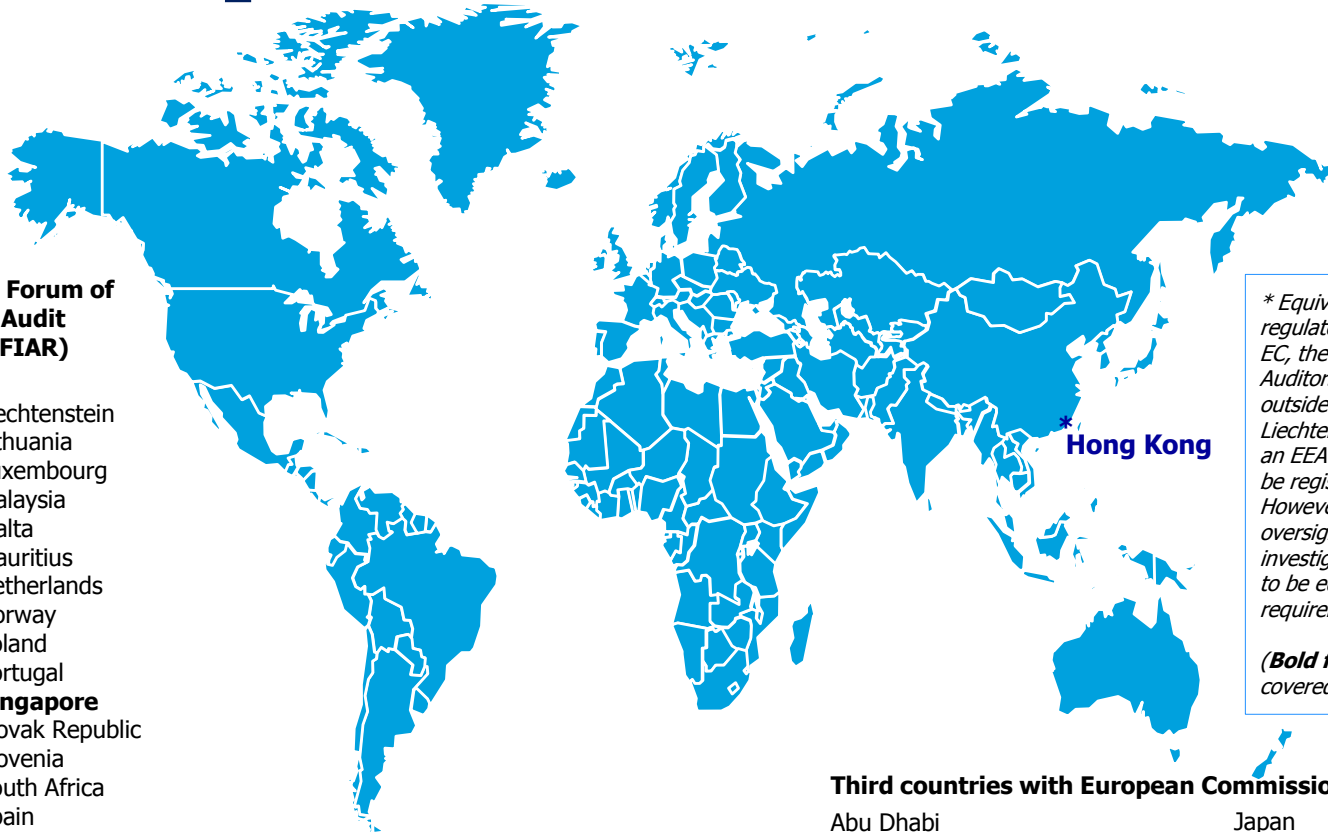 Forum of
Audit
FIAR)
echtenstein
thuania
uxembourg
alaysia
alta
auritius
etherlands
orway
oland
ortugal
ngapore
ovak Republic
ovenia
outh Africa
pain
*
Hong Kong
* Equiv
regulat
EC, the
Auditor
outside
Liechte
an EEA
be regis
Howeve
oversig
investig
to be e
require
(Bold f
covered
Third countries with European Commissio
Abu Dhabi
Japan